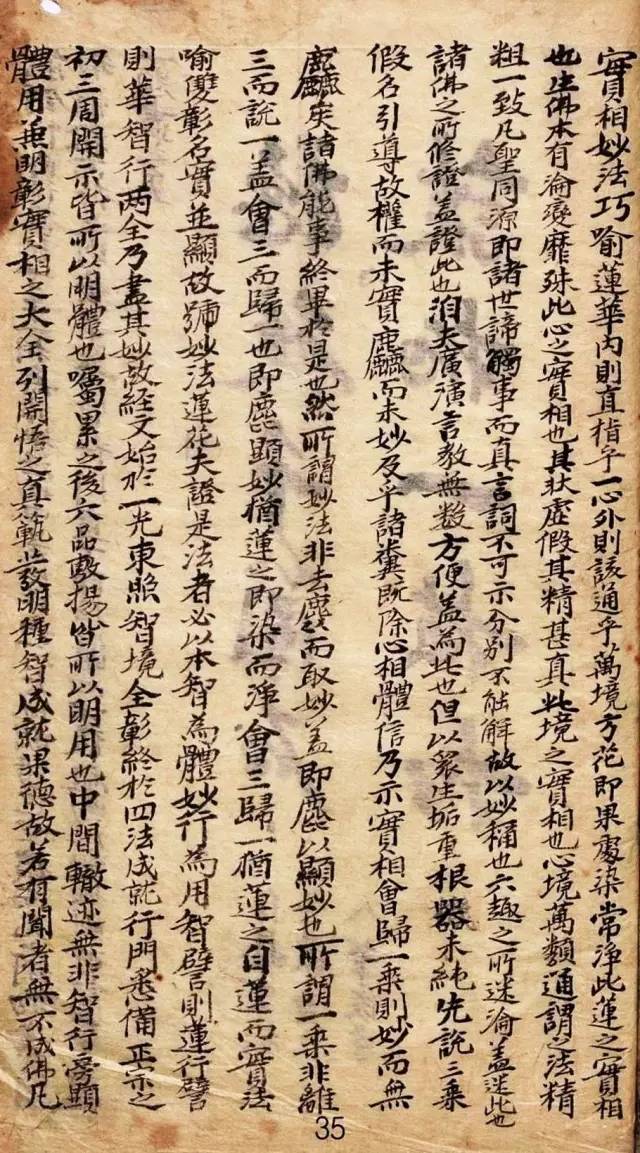 實相妙法巧喻蓮華內則直指乎一心外則該通乎萬境方花即果處染常淨此蓮之實相
也生佛本有淪變靡殊此心之實相也其狀虛假其精甚真此境之實相也心境萬類通謂之法精
粗一致凡聖同源即諸世諦觸事而真言詞不可示分別不能解故以妙稱也六趣之所迷淪盖迷此也
諸佛之所修證盖證此也洎夫廣演言教無數方便盖為此也但以衆生垢重根器未純先說三乘
假名引導故權而未實麤而未妙及乎諸糞既除心相體信乃示實相會歸一乘則妙而無
麤矣諸佛能事終畢於是也然所謂妙法非去麤而取妙盖即麤以顯妙也所謂一乘非離
三而說一盖會三而歸一也即麤顯妙猶蓮之即染而淨會三歸一猶蓮之自蓮而實法
喻雙彰名實並顯故號妙法蓮花夫證是法者必以本智為體妙行為用智譬則蓮行譬
則華智行两全乃盡其妙故經文始於一光東照智境全彰終於四法成就行門悉備正宗之
初三周開示皆所以明體也囑累之後六品敷揚皆所以明用也中間轍迹無非智行旁顯
體用兼明彰實相之大全列開悟之真範發明種智成就果德故若有聞者無不成佛凡
35